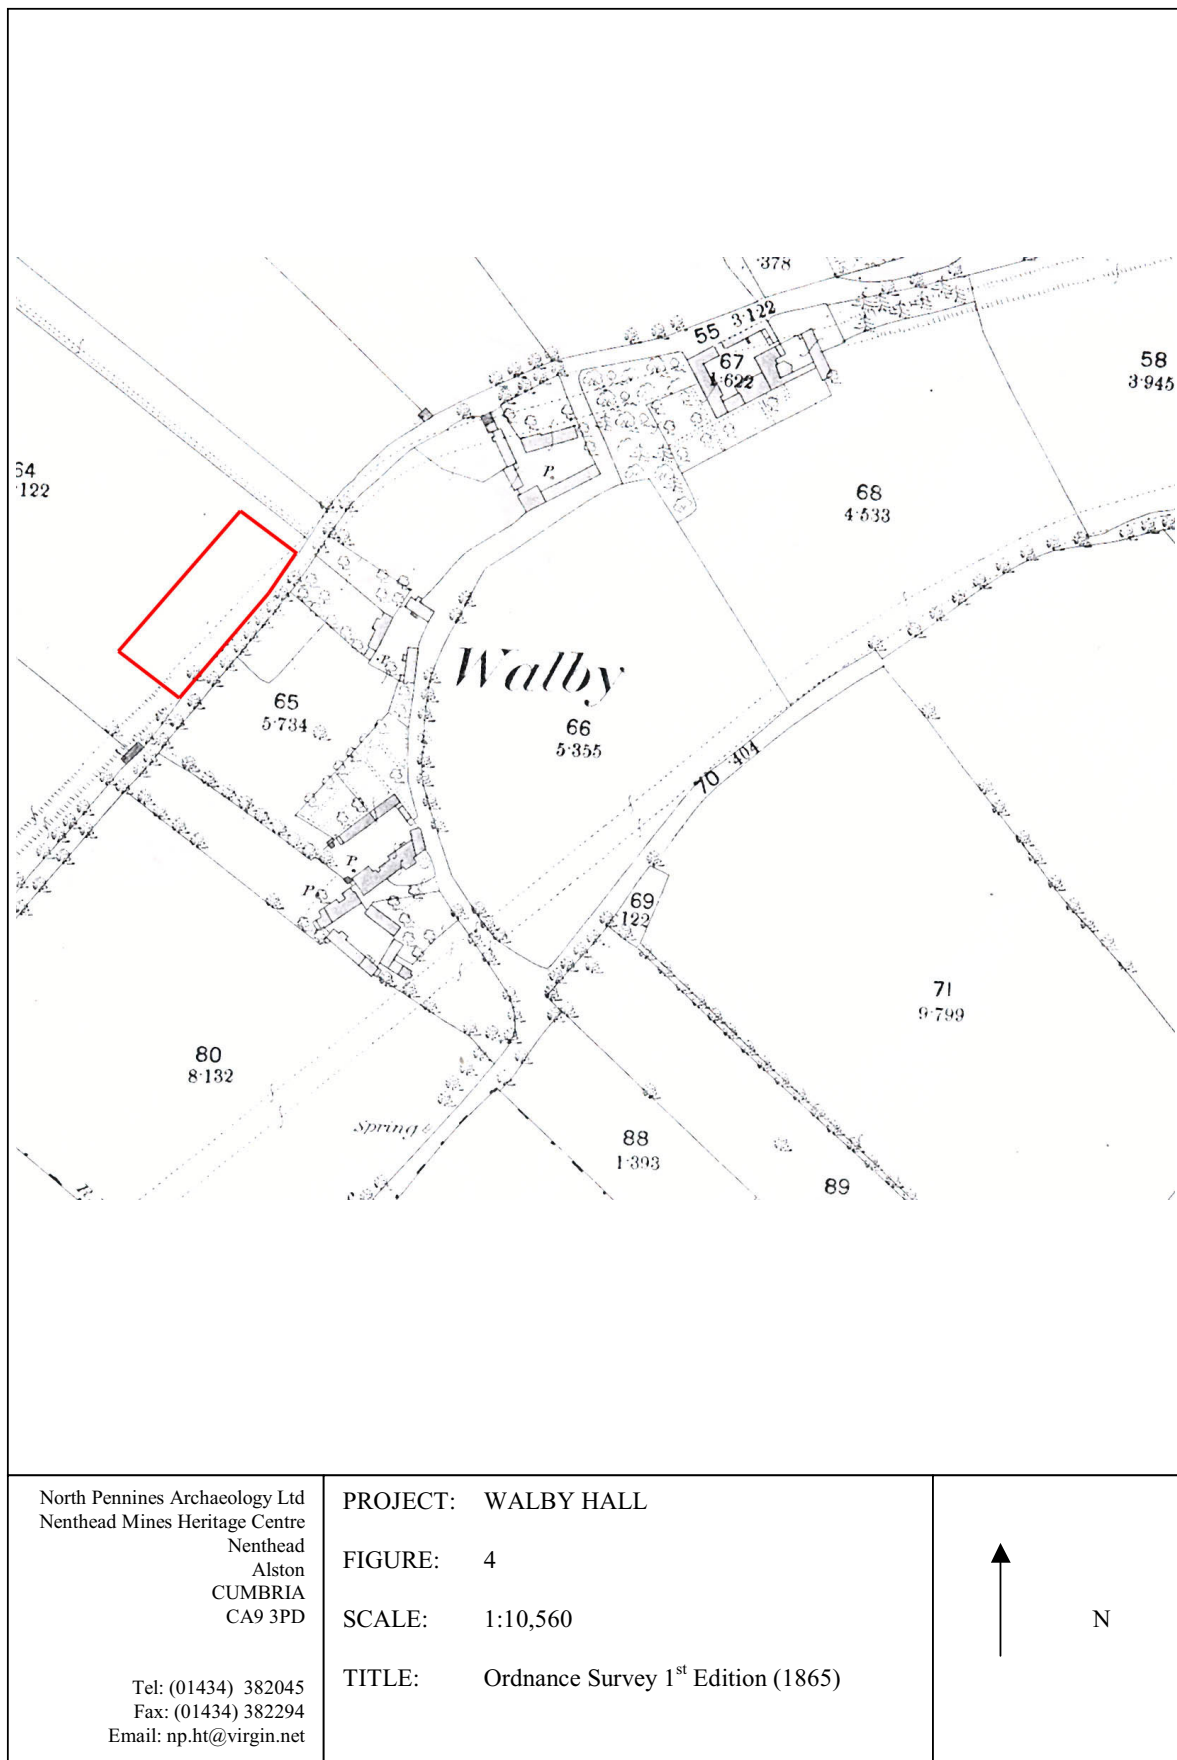 ·378
55 3·122
67
1·622
58
3·945
64
·122
P.
68
4·533
Walby
P.
65
5·734
66
5·355
70 ·404
P.
P.
69
·122
71
9·799
80
8·132
Spring
88
1·393
89
R
North Pennines Archaeology Ltd
Nenthead Mines Heritage Centre
Nenthead
Alston
CUMBRIA
CA9 3PD
Tel: (01434) 382045
Fax: (01434) 382294
Email: np.ht@virgin.net
PROJECT: WALBY HALL
FIGURE: 4
SCALE: 1:10,560
TITLE: Ordnance Survey 1st Edition (1865)
N